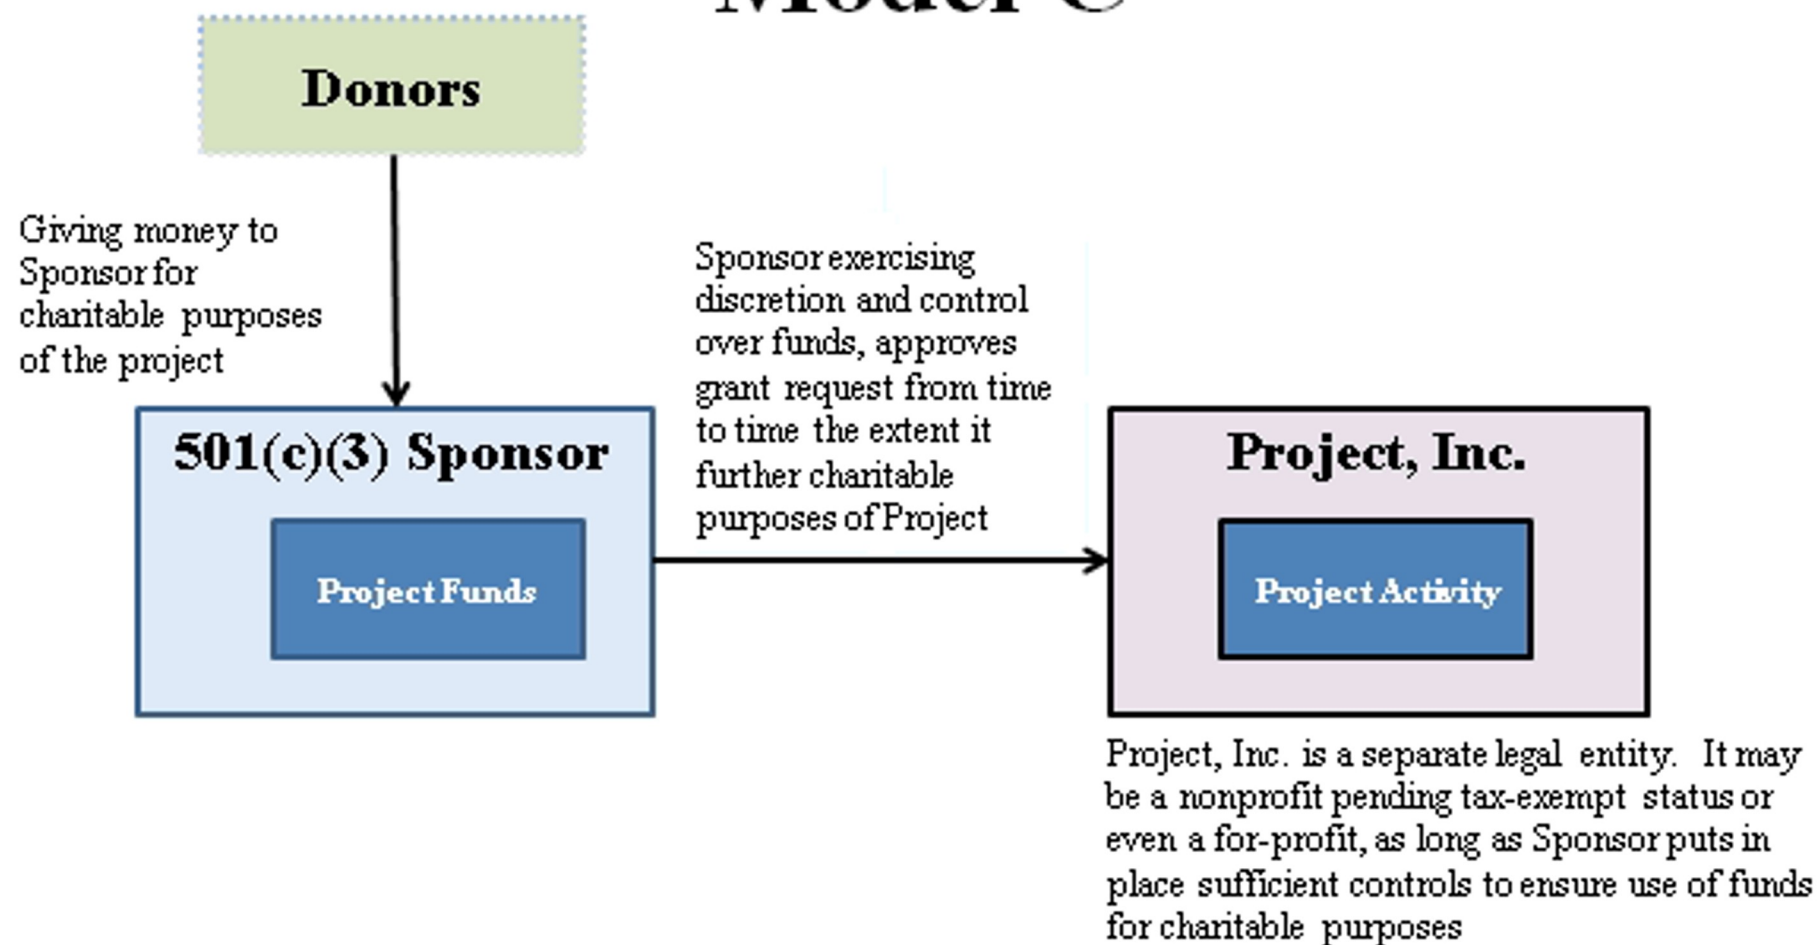 Model C
Donors
Giving money to
Sponsor for
charitable purposes
of the project
Sponsor exercising
discretion and control
over funds, approves
grant request from time
to time the extent it
further charitable
purposes of Project
501(c)(3) Sponsor
Project Funds
Project, Inc.
Project Activity
Project, Inc. is a separate legal entity. It may
be a nonprofit pending tax-exempt status or
even a for-profit, as long as Sponsor puts in
place sufficient controls to ensure use of funds
for charitable purposes